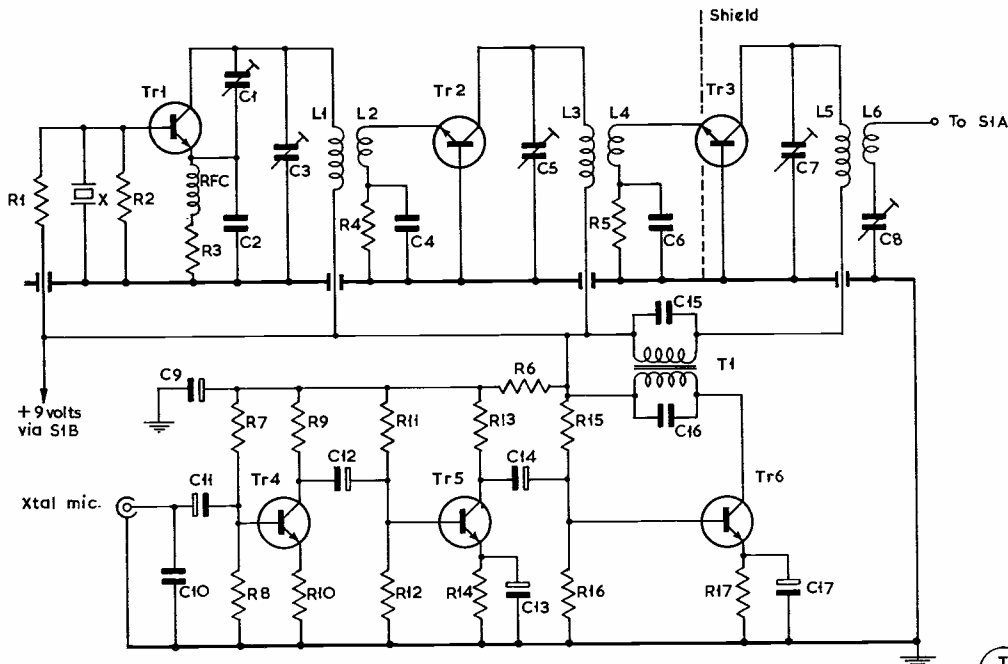 Shield
Tr1
C1
L1
L2
Tr2
L3
L4
Tr3
L5
L6
To S1A
R1
X
R2
RFC
R3
C2
C3
R4
C4
C5
R5
C6
C7
C8
+9 volts
via S1B
C15
T1
C16
C9
R6
R7
R9
R11
R13
R15
C11
C12
C14
Tr4
Tr5
Tr6
Xtal mic.
C10
R8
R10
R12
R14
C13
R16
R17
C17